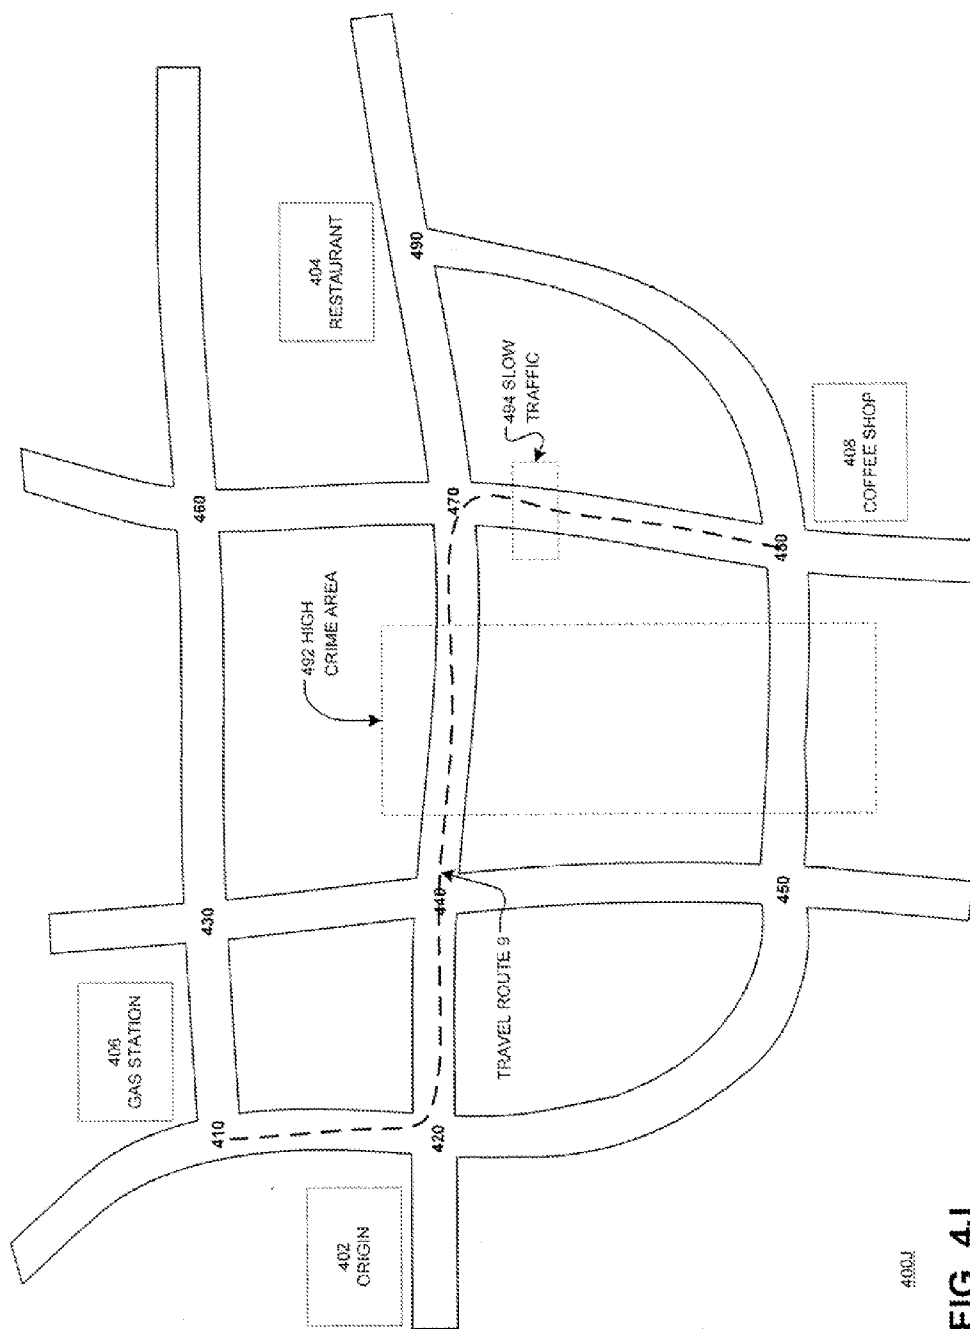 406
GAS STATION
410
430
460
402
ORIGIN
492 HIGH
CRIME AREA
404
RESTAURANT
420
440
470
490
TRAVEL ROUTE 9
494 SLOW
TRAFFIC
450
480
408
COFFEE SHOP
400J
FIG. 4J